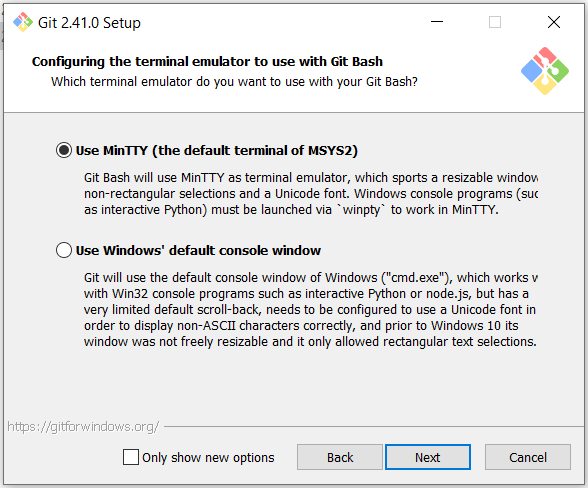 Git 2.41.0 Setup
Configuring the terminal emulator to use with Git Bash
Which terminal emulator do you want to use with your Git Bash?
Use MinTTY (the default terminal of MSYS2)
Git Bash will use MinTTY as terminal emulator, which sports a resizable window
non-rectangular selections and a Unicode font. Windows console programs (suc
as interactive Python) must be launched via `winpty` to work in MinTTY.
Use Windows' default console window
Git will use the default console window of Windows ("cmd.exe"), which works w
with Win32 console programs such as interactive Python or node.js, but has a
very limited default scroll-back, needs to be configured to use a Unicode font in
order to display non-ASCII characters correctly, and prior to Windows 10 its
window was not freely resizable and it only allowed rectangular text selections.
https://gitforwindows.org/
Only show new options
Back
Next
Cancel